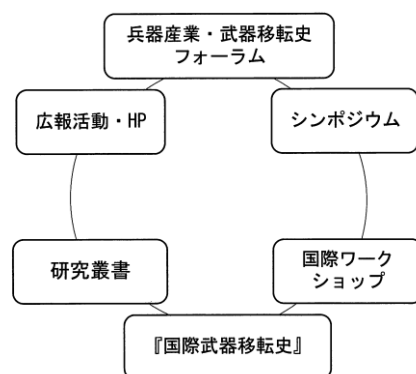 兵器産業・武器移転史
フォーラム
広報活動・HP
シンポジウム
研究叢書
国際ワーク
ショップ
『国際武器移転史』